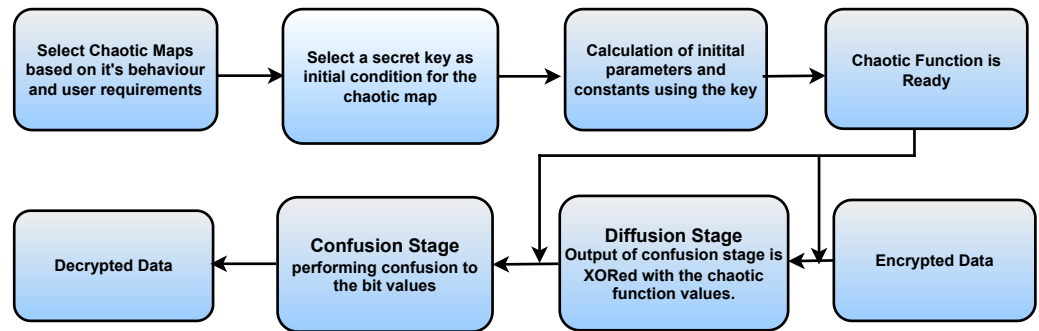 Select Chaotic Maps
based on it's behaviour
and user requirements
Select a secret key as
initial condition for the
chaotic map
Calculation of initital
parameters and
constants using the key
Chaotic Function is
Ready
Decrypted Data
Confusion Stage
performing confusion to
the bit values
Diffusion Stage
Output of confusion stage is
XORed with the chaotic
function values.
Encrypted Data